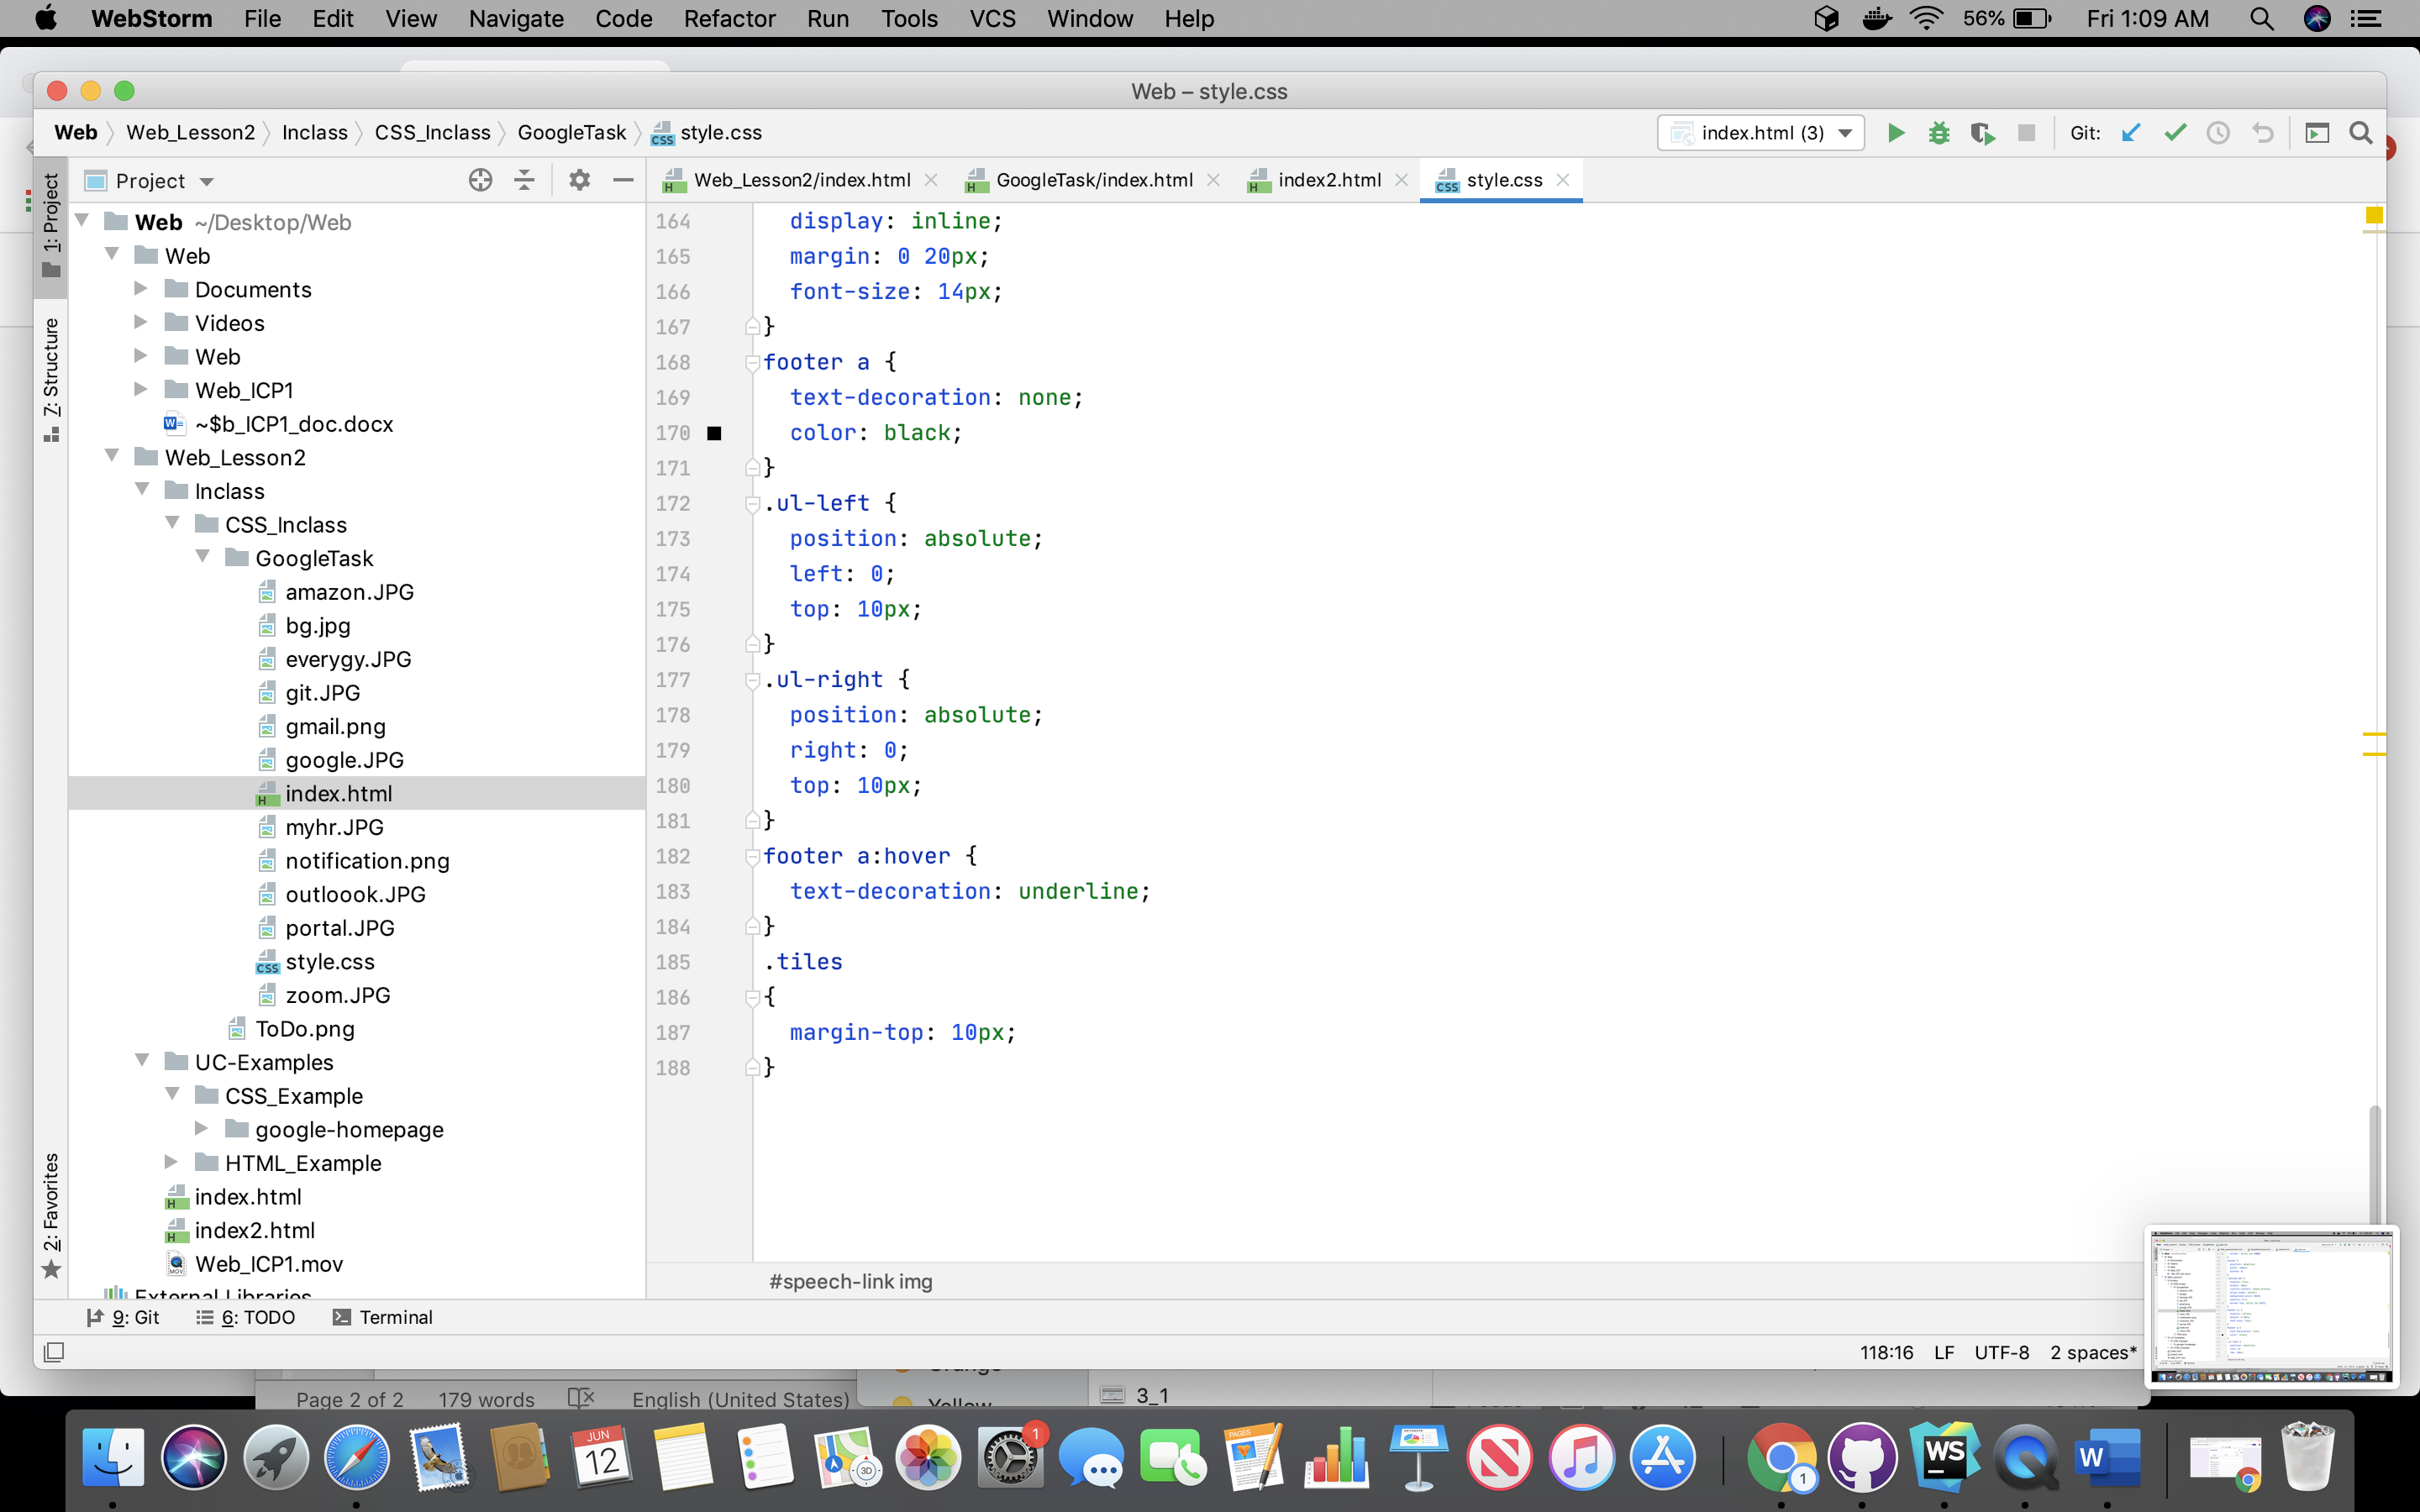 WebStorm File Edit View Navigate Code Refactor Run Tools VCS Window Help 56% Fri 1:09 AM
Web – style.css
Web Web_Lesson2 Inclass CSS_Inclass GoogleTask style.css index.html (3) Git:
Project Web_Lesson2/index.html GoogleTask/index.html index2.html style.css
1: Project
7: Structure
2: Favorites
Web ~/Desktop/Web
Web
Documents
Videos
Web
Web_ICP1
~$b_ICP1_doc.docx
Web_Lesson2
Inclass
CSS_Inclass
GoogleTask
amazon.JPG
bg.jpg
everygy.JPG
git.JPG
gmail.png
google.JPG
index.html
myhr.JPG
notification.png
outloook.JPG
portal.JPG
style.css
zoom.JPG
ToDo.png
UC-Examples
CSS_Example
google-homepage
HTML_Example
index.html
index2.html
Web_ICP1.mov
External Libraries
164 display: inline;
165 margin: 0 20px;
166 font-size: 14px;
167 }
168 footer a {
169 text-decoration: none;
170 color: black;
171 }
172 .ul-left {
173 position: absolute;
174 left: 0;
175 top: 10px;
176 }
177 .ul-right {
178 position: absolute;
179 right: 0;
180 top: 10px;
181 }
182 footer a:hover {
183 text-decoration: underline;
184 }
185 .tiles
186 {
187 margin-top: 10px;
188 }
#speech-link img
9: Git 6: TODO Terminal
118:16 LF UTF-8 2 spaces*
Orange
Page 2 of 2 179 words English (United States) Yellow 3_1
JUN
12
PAGES
3D
1
1
WS
W